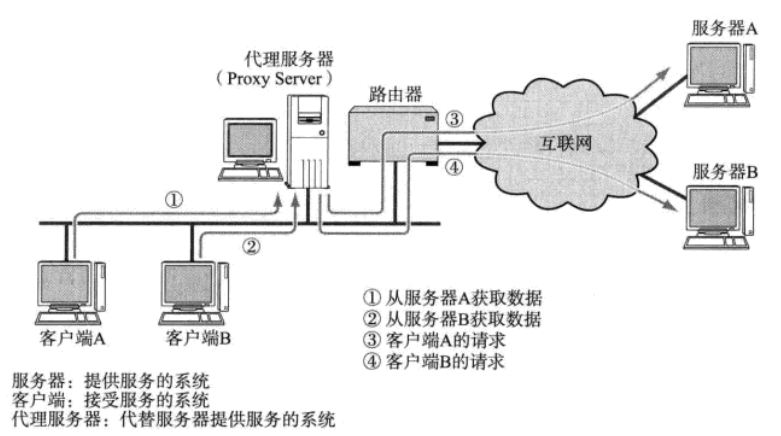 代理服务器
（Proxy Server）
路由器
服务器A
③
④
互联网
服务器B
①
②
客户端A
客户端B
① 从服务器A获取数据
② 从服务器B获取数据
③ 客户端A的请求
④ 客户端B的请求
服务器：提供服务的系统
客户端：接受服务的系统
代理服务器：代替服务器提供服务的系统